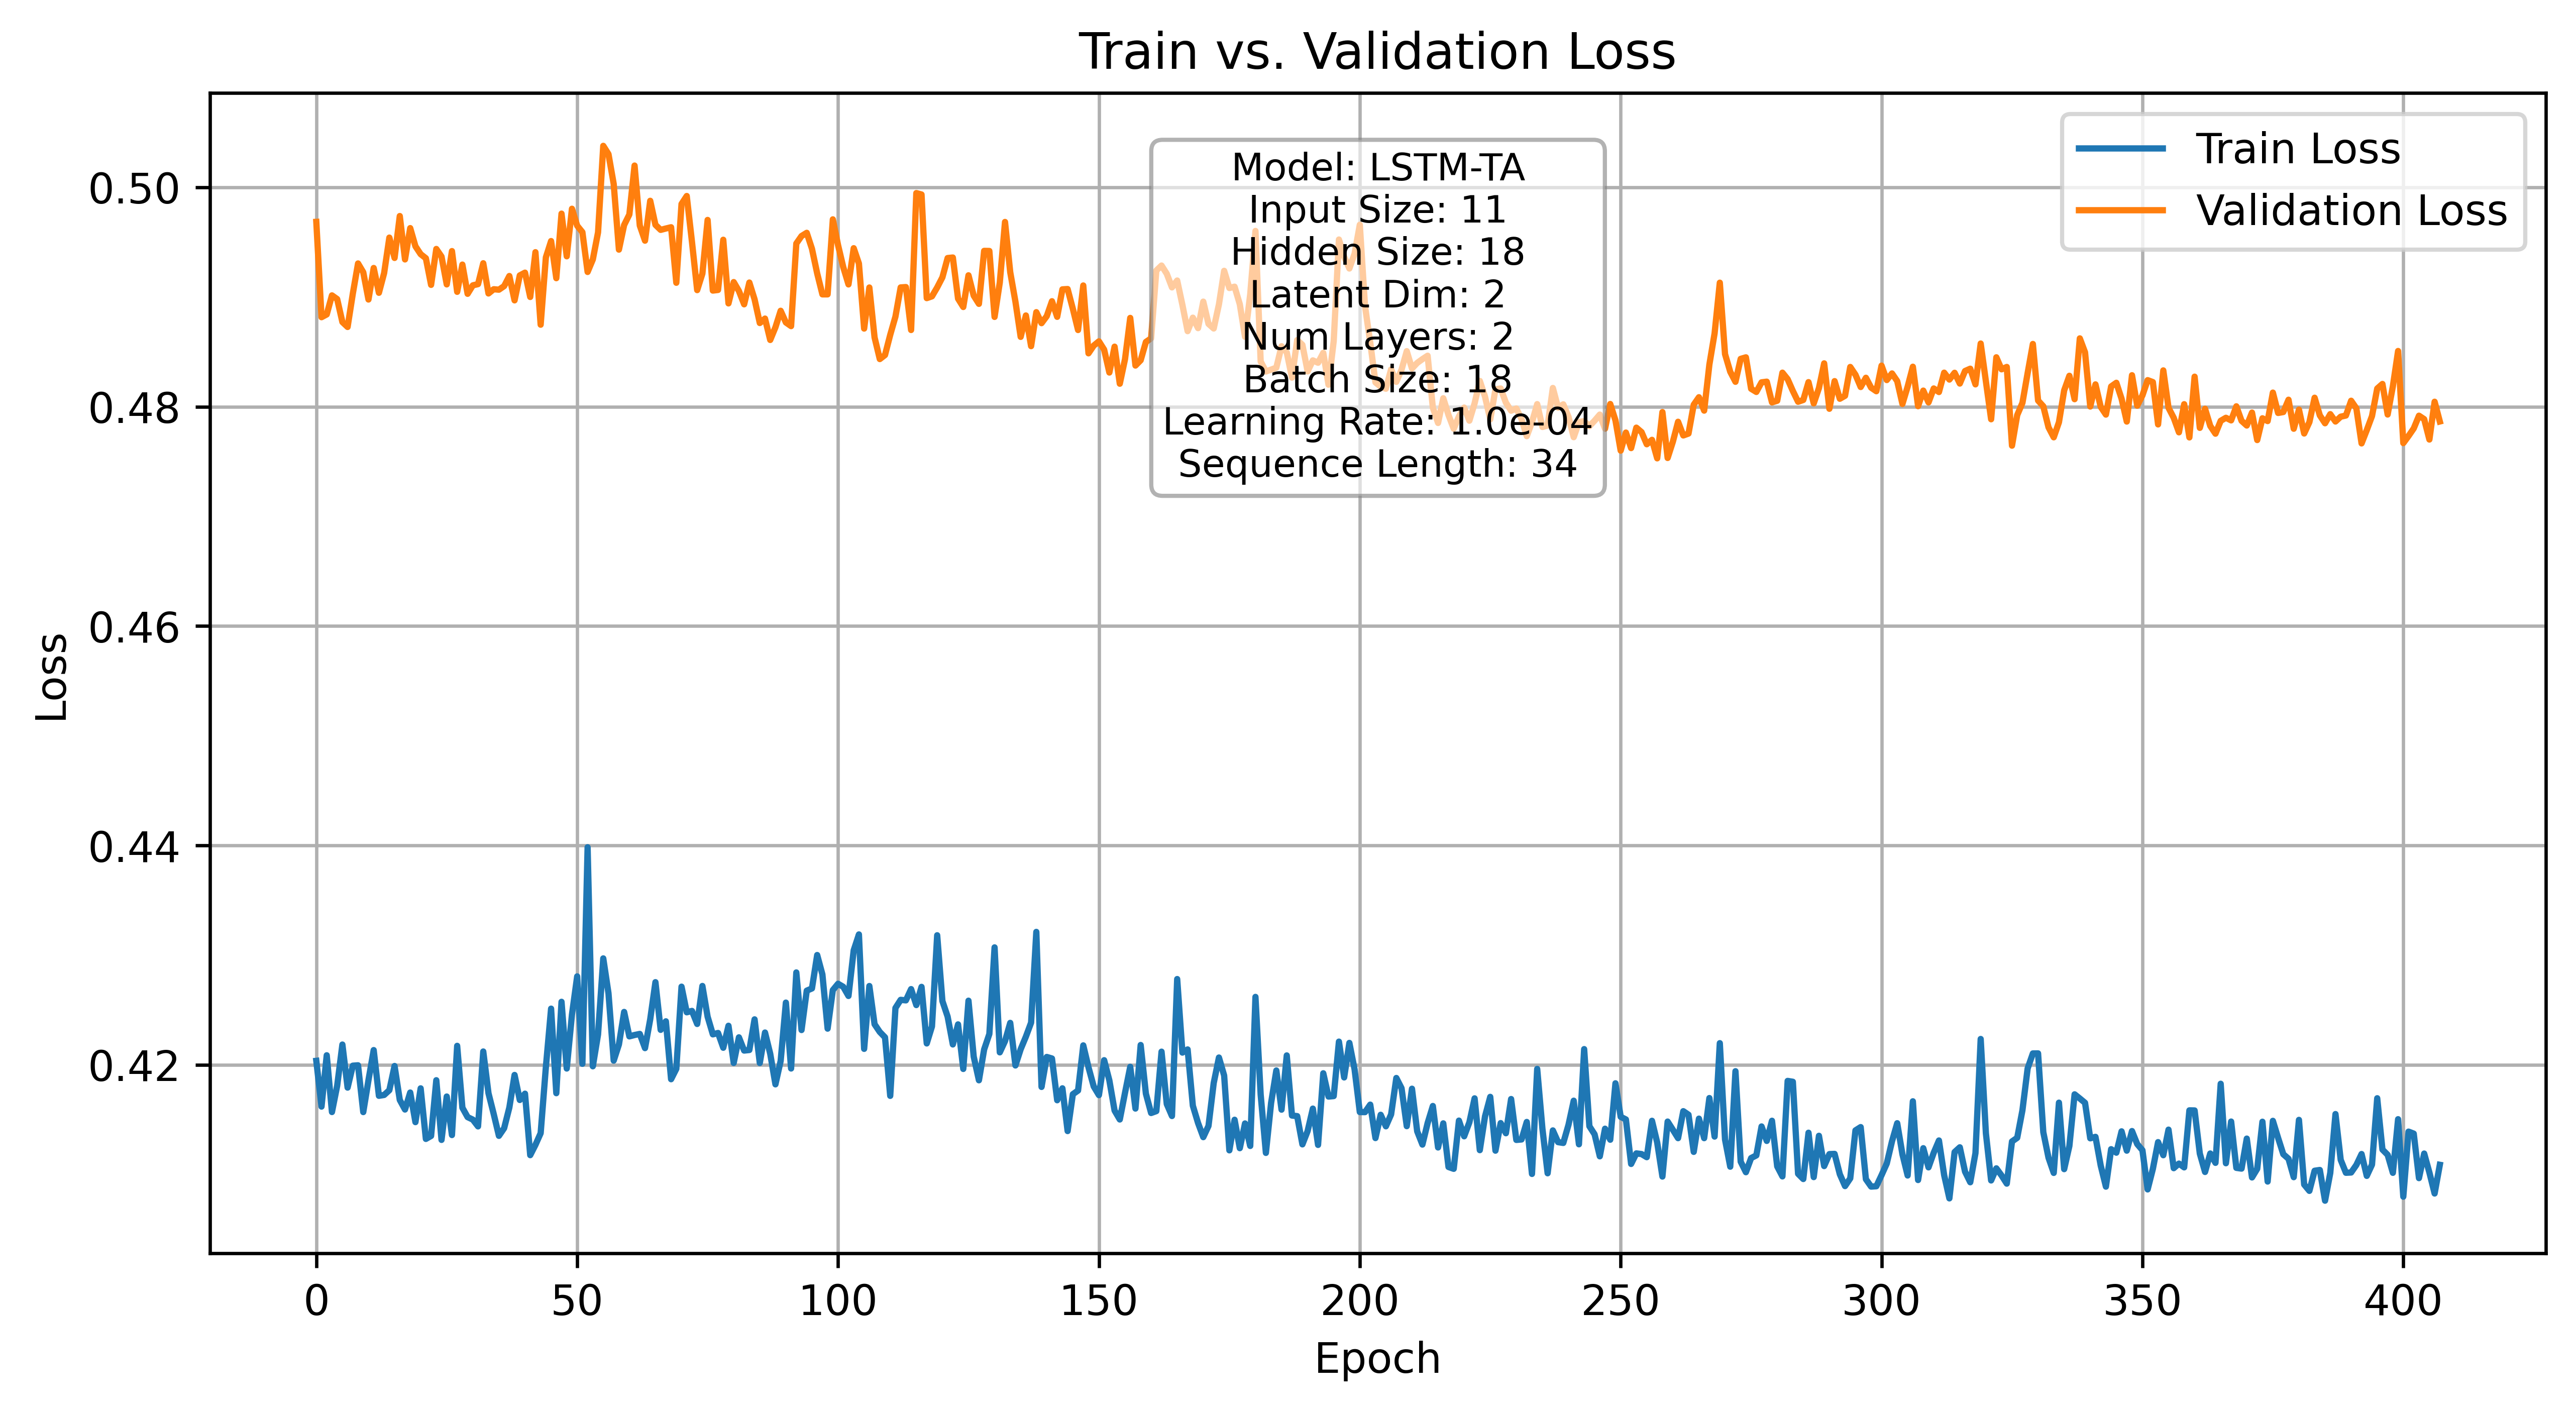 Train vs. Validation Loss
Train Loss
Validation Loss
Model: LSTM-TA
Input Size: 11
Hidden Size: 18
Latent Dim: 2
Num Layers: 2
Batch Size: 18
Learning Rate: 1.0e-04
Sequence Length: 34
Loss
0.50
0.48
0.46
0.44
0.42
0 50 100 150 200 250 300 350 400
Epoch